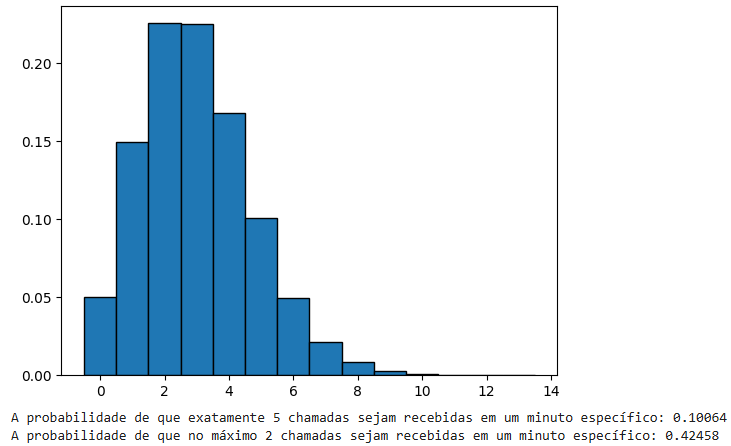 0.20
0.15
0.10
0.05
0.00
0 2 4 6 8 10 12 14
A probabilidade de que exatamente 5 chamadas sejam recebidas em um minuto específico: 0.10064
A probabilidade de que no máximo 2 chamadas sejam recebidas em um minuto específico: 0.42458